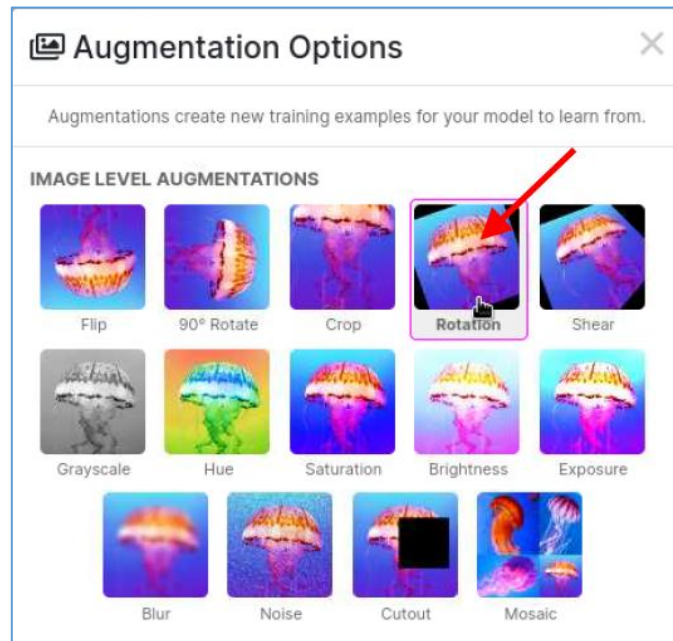 Augmentation Options
Augmentations create new training examples for your model to learn from.
IMAGE LEVEL AUGMENTATIONS
Flip 90° Rotate Crop Rotation Shear
Grayscale Hue Saturation Brightness Exposure
Blur Noise Cutout Mosaic